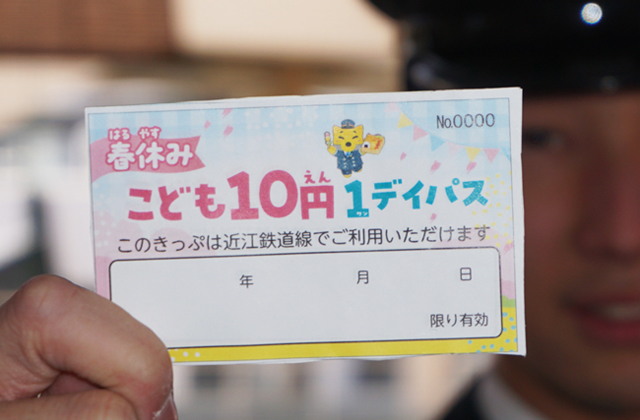 No.0000
はる やす
春休み
えん
こども10円1デイパス
ワン
このきっぷは近江鉄道線でご利用いただけます
年 月 日
限り有効